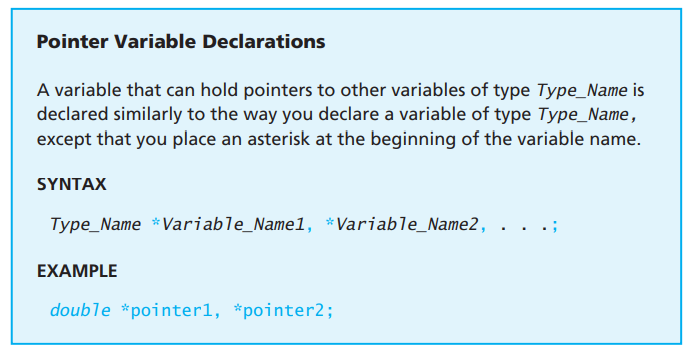 Pointer Variable Declarations
A variable that can hold pointers to other variables of type Type_Name is
declared similarly to the way you declare a variable of type Type_Name,
except that you place an asterisk at the beginning of the variable name.
SYNTAX
Type_Name *Variable_Name1, *Variable_Name2, . . .;
EXAMPLE
double *pointer1, *pointer2;